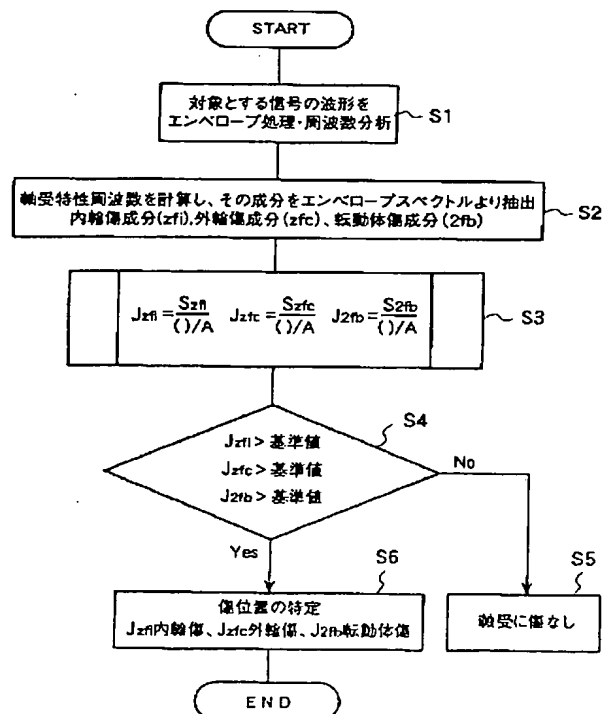 START
対象とする信号の波形を
エンベロープ処理・周波数分析
S1
軸受特性周波数を計算し、その成分をエンベロープスペクトルより抽出
内輪傷成分(zfi),外輪傷成分(zfc)、転動体傷成分(2fb)
S2
Jzfi=Szfi/()/A Jzfc=Szfc/()/A J2fb=S2fb/()/A
S3
S4
Jzfi>基準値
Jzfc>基準値
J2fb>基準値
No
Yes
S6
傷位置の特定
Jzfi内輪傷、Jzfc外輪傷、J2fb転動体傷
S5
軸受に傷なし
END